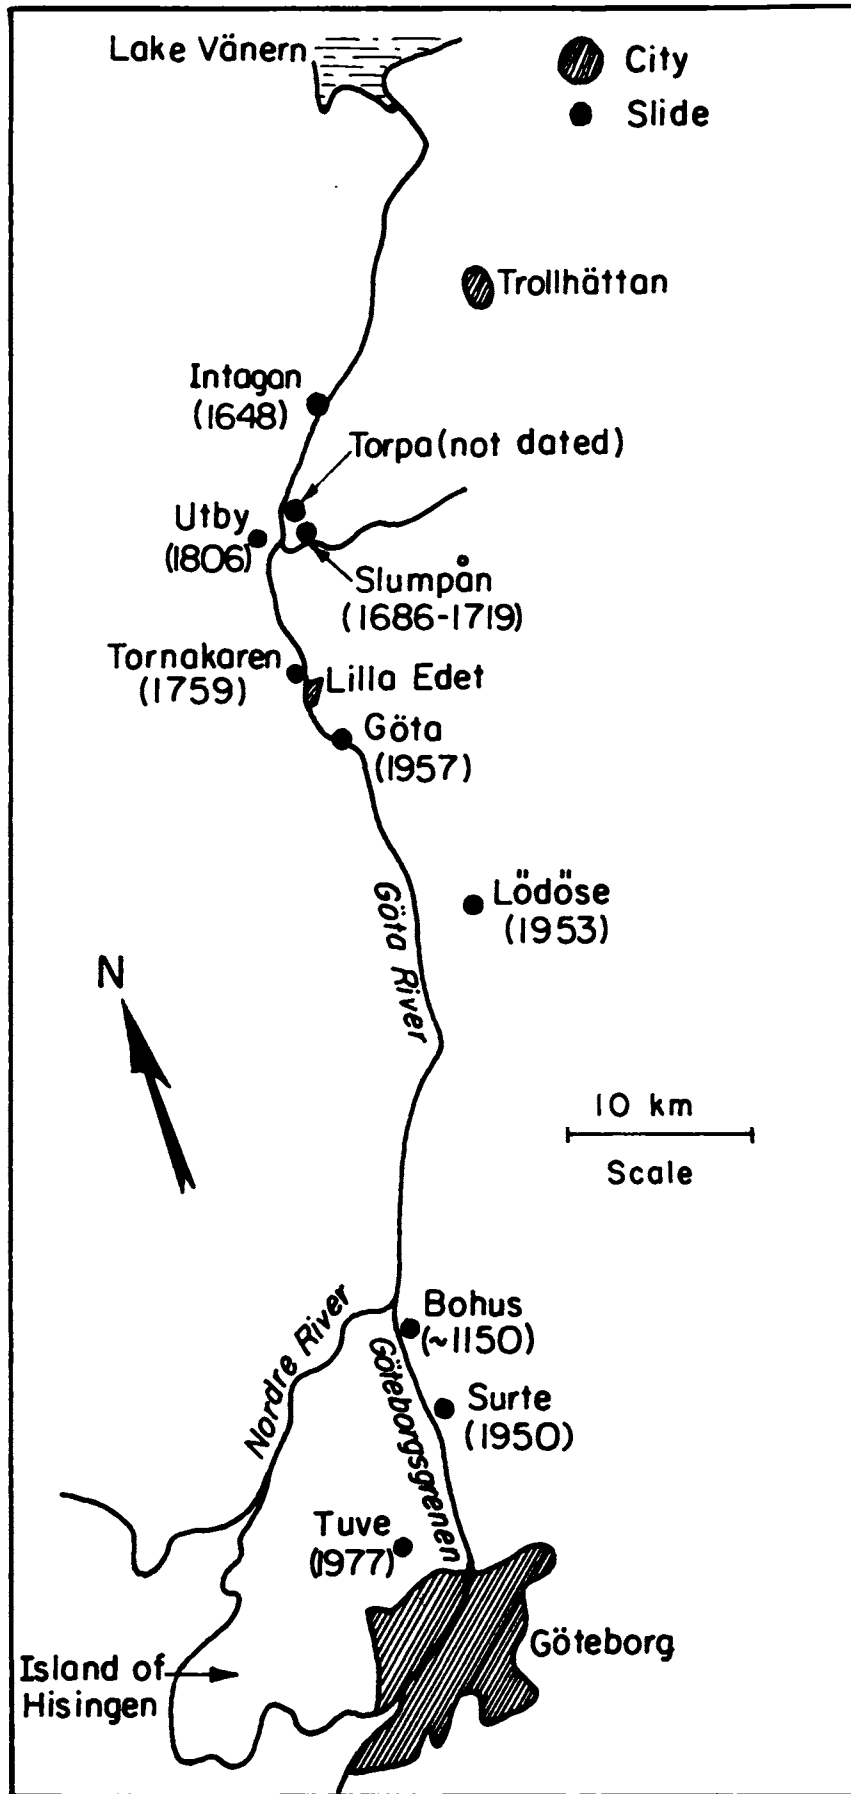 Lake Vänern
City
Slide
Trollhättan
Intagan
(1648)
Torpa (not dated)
Utby
(1806)
Slumpån
(1686-1719)
Tornakaren
(1759)
Lilla Edet
Göta
(1957)
Lödöse
(1953)
Göta River
N
10 km
Scale
Bohus
(~1150)
Nordre River
Göteborgsgrenen
Surte
(1950)
Tuve
(1977)
Göteborg
Island of
Hisingen